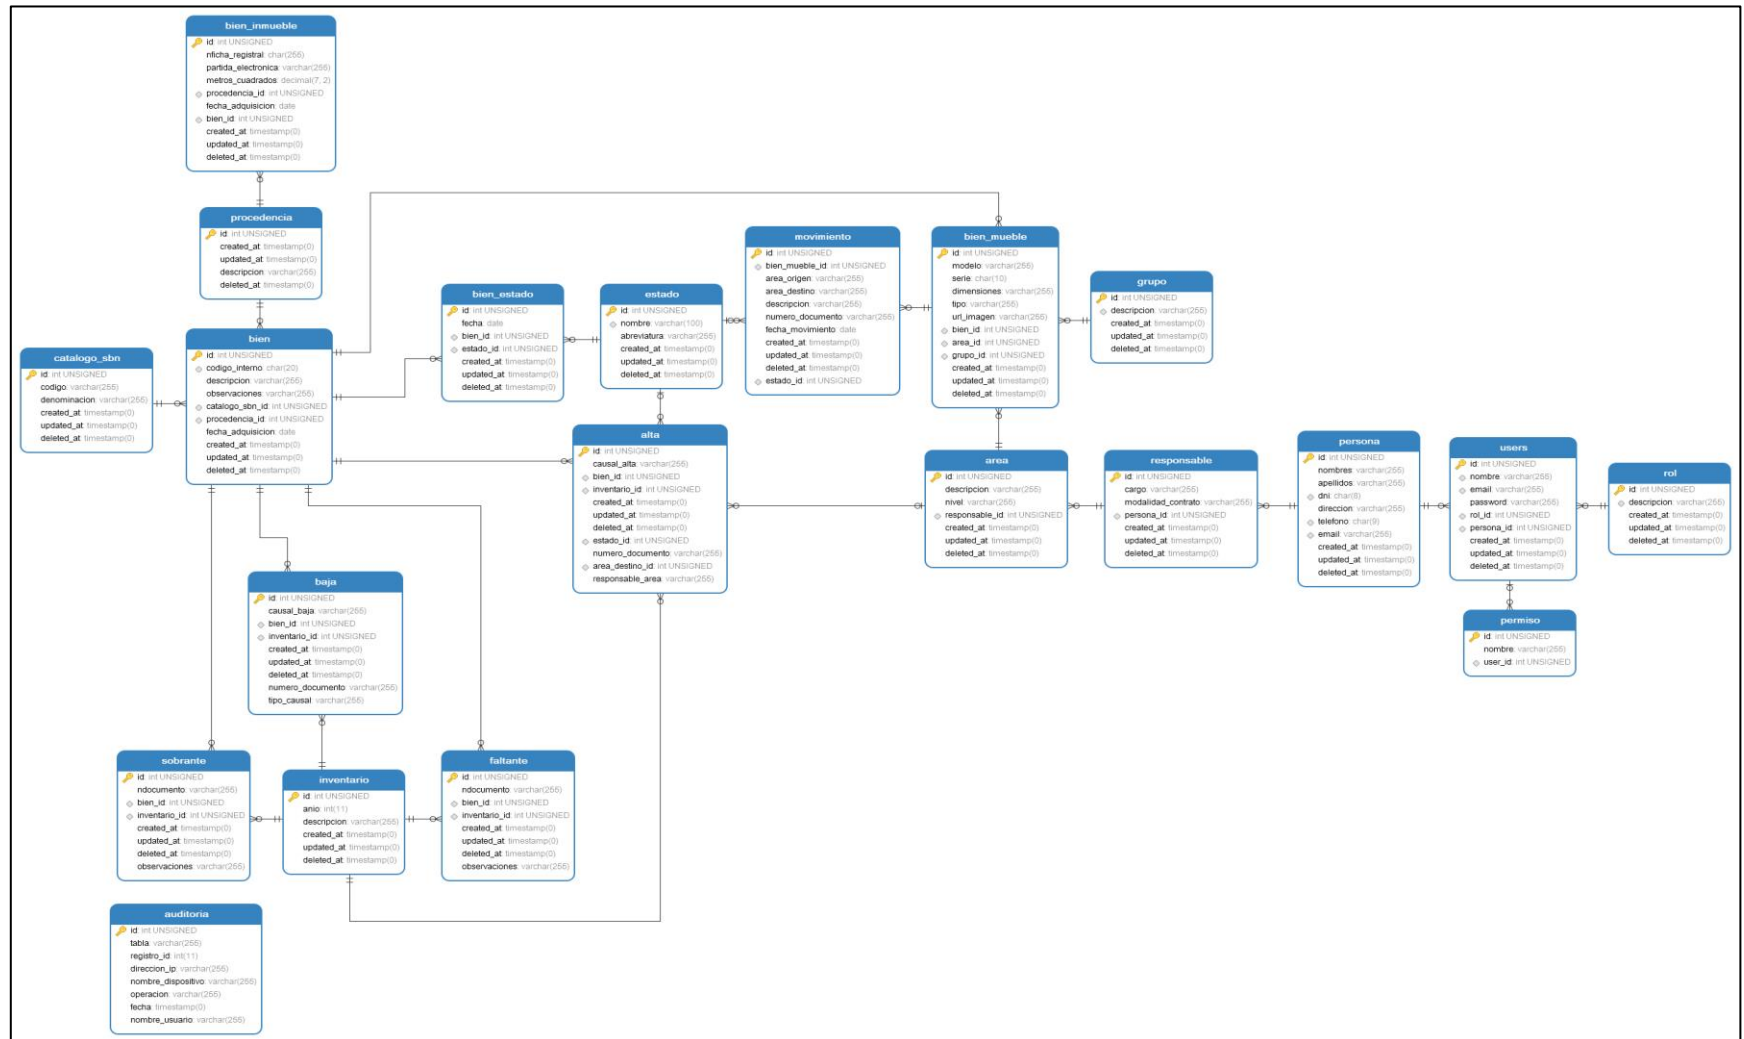 bien_inmueble
id: int UNSIGNED
nficha_registral: char(255)
partida_electronica: varchar(255)
metros_cuadrados: decimal(7, 2)
procedencia_id: int UNSIGNED
fecha_adquisicion: date
bien_id: int UNSIGNED
created_at: timestamp(0)
updated_at: timestamp(0)
deleted_at: timestamp(0)
procedencia
id: int UNSIGNED
created_at: timestamp(0)
updated_at: timestamp(0)
descripcion: varchar(255)
deleted_at: timestamp(0)
catalogo_sbn
id: int UNSIGNED
codigo: varchar(255)
denominacion: varchar(255)
created_at: timestamp(0)
updated_at: timestamp(0)
deleted_at: timestamp(0)
bien
id: int UNSIGNED
codigo_interno: char(20)
descripcion: varchar(255)
observaciones: varchar(255)
catalogo_sbn_id: int UNSIGNED
procedencia_id: int UNSIGNED
fecha_adquisicion: date
created_at: timestamp(0)
updated_at: timestamp(0)
deleted_at: timestamp(0)
bien_estado
id: int UNSIGNED
fecha: date
bien_id: int UNSIGNED
estado_id: int UNSIGNED
created_at: timestamp(0)
updated_at: timestamp(0)
deleted_at: timestamp(0)
estado
id: int UNSIGNED
nombre: varchar(100)
abreviatura: varchar(255)
created_at: timestamp(0)
updated_at: timestamp(0)
deleted_at: timestamp(0)
movimiento
id: int UNSIGNED
bien_mueble_id: int UNSIGNED
area_origen: varchar(255)
area_destino: varchar(255)
descripcion: varchar(255)
numero_documento: varchar(255)
fecha_movimiento: date
created_at: timestamp(0)
updated_at: timestamp(0)
deleted_at: timestamp(0)
estado_id: int UNSIGNED
bien_mueble
id: int UNSIGNED
modelo: varchar(255)
serie: char(10)
dimensiones: varchar(255)
tipo: varchar(255)
url_imagen: varchar(255)
bien_id: int UNSIGNED
area_id: int UNSIGNED
grupo_id: int UNSIGNED
created_at: timestamp(0)
updated_at: timestamp(0)
deleted_at: timestamp(0)
grupo
id: int UNSIGNED
descripcion: varchar(255)
created_at: timestamp(0)
updated_at: timestamp(0)
deleted_at: timestamp(0)
alta
id: int UNSIGNED
causal_alta: varchar(255)
bien_id: int UNSIGNED
inventario_id: int UNSIGNED
created_at: timestamp(0)
updated_at: timestamp(0)
deleted_at: timestamp(0)
estado_id: int UNSIGNED
numero_documento: varchar(255)
area_destino_id: int UNSIGNED
responsable_area: varchar(255)
area
id: int UNSIGNED
descripcion: varchar(255)
nivel: varchar(255)
responsable_id: int UNSIGNED
created_at: timestamp(0)
updated_at: timestamp(0)
deleted_at: timestamp(0)
responsable
id: int UNSIGNED
cargo: varchar(255)
modalidad_contrato: varchar(255)
persona_id: int UNSIGNED
created_at: timestamp(0)
updated_at: timestamp(0)
deleted_at: timestamp(0)
persona
id: int UNSIGNED
nombres: varchar(255)
apellidos: varchar(255)
dni: char(8)
direccion: varchar(255)
telefono: char(9)
email: varchar(255)
created_at: timestamp(0)
updated_at: timestamp(0)
deleted_at: timestamp(0)
users
id: int UNSIGNED
nombre: varchar(255)
email: varchar(255)
password: varchar(255)
rol_id: int UNSIGNED
persona_id: int UNSIGNED
created_at: timestamp(0)
updated_at: timestamp(0)
deleted_at: timestamp(0)
rol
id: int UNSIGNED
descripcion: varchar(255)
created_at: timestamp(0)
updated_at: timestamp(0)
deleted_at: timestamp(0)
permiso
id: int UNSIGNED
nombre: varchar(255)
user_id: int UNSIGNED
baja
id: int UNSIGNED
causal_baja: varchar(255)
bien_id: int UNSIGNED
inventario_id: int UNSIGNED
created_at: timestamp(0)
updated_at: timestamp(0)
deleted_at: timestamp(0)
numero_documento: varchar(255)
tipo_causal: varchar(255)
sobrante
id: int UNSIGNED
ndocumento: varchar(255)
bien_id: int UNSIGNED
inventario_id: int UNSIGNED
created_at: timestamp(0)
updated_at: timestamp(0)
deleted_at: timestamp(0)
observaciones: varchar(255)
inventario
id: int UNSIGNED
anio: int(11)
descripcion: varchar(255)
created_at: timestamp(0)
updated_at: timestamp(0)
deleted_at: timestamp(0)
faltante
id: int UNSIGNED
ndocumento: varchar(255)
bien_id: int UNSIGNED
inventario_id: int UNSIGNED
created_at: timestamp(0)
updated_at: timestamp(0)
deleted_at: timestamp(0)
observaciones: varchar(255)
auditoria
id: int UNSIGNED
tabla: varchar(255)
registro_id: int(11)
direccion_ip: varchar(255)
nombre_dispositivo: varchar(255)
operacion: varchar(255)
fecha: timestamp(0)
nombre_usuario: varchar(255)